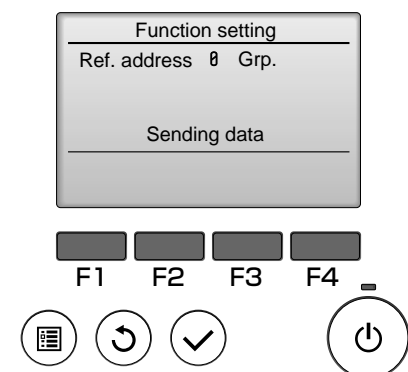 Function setting
Ref. address 0 Grp.
Sending data
F1 F2 F3 F4